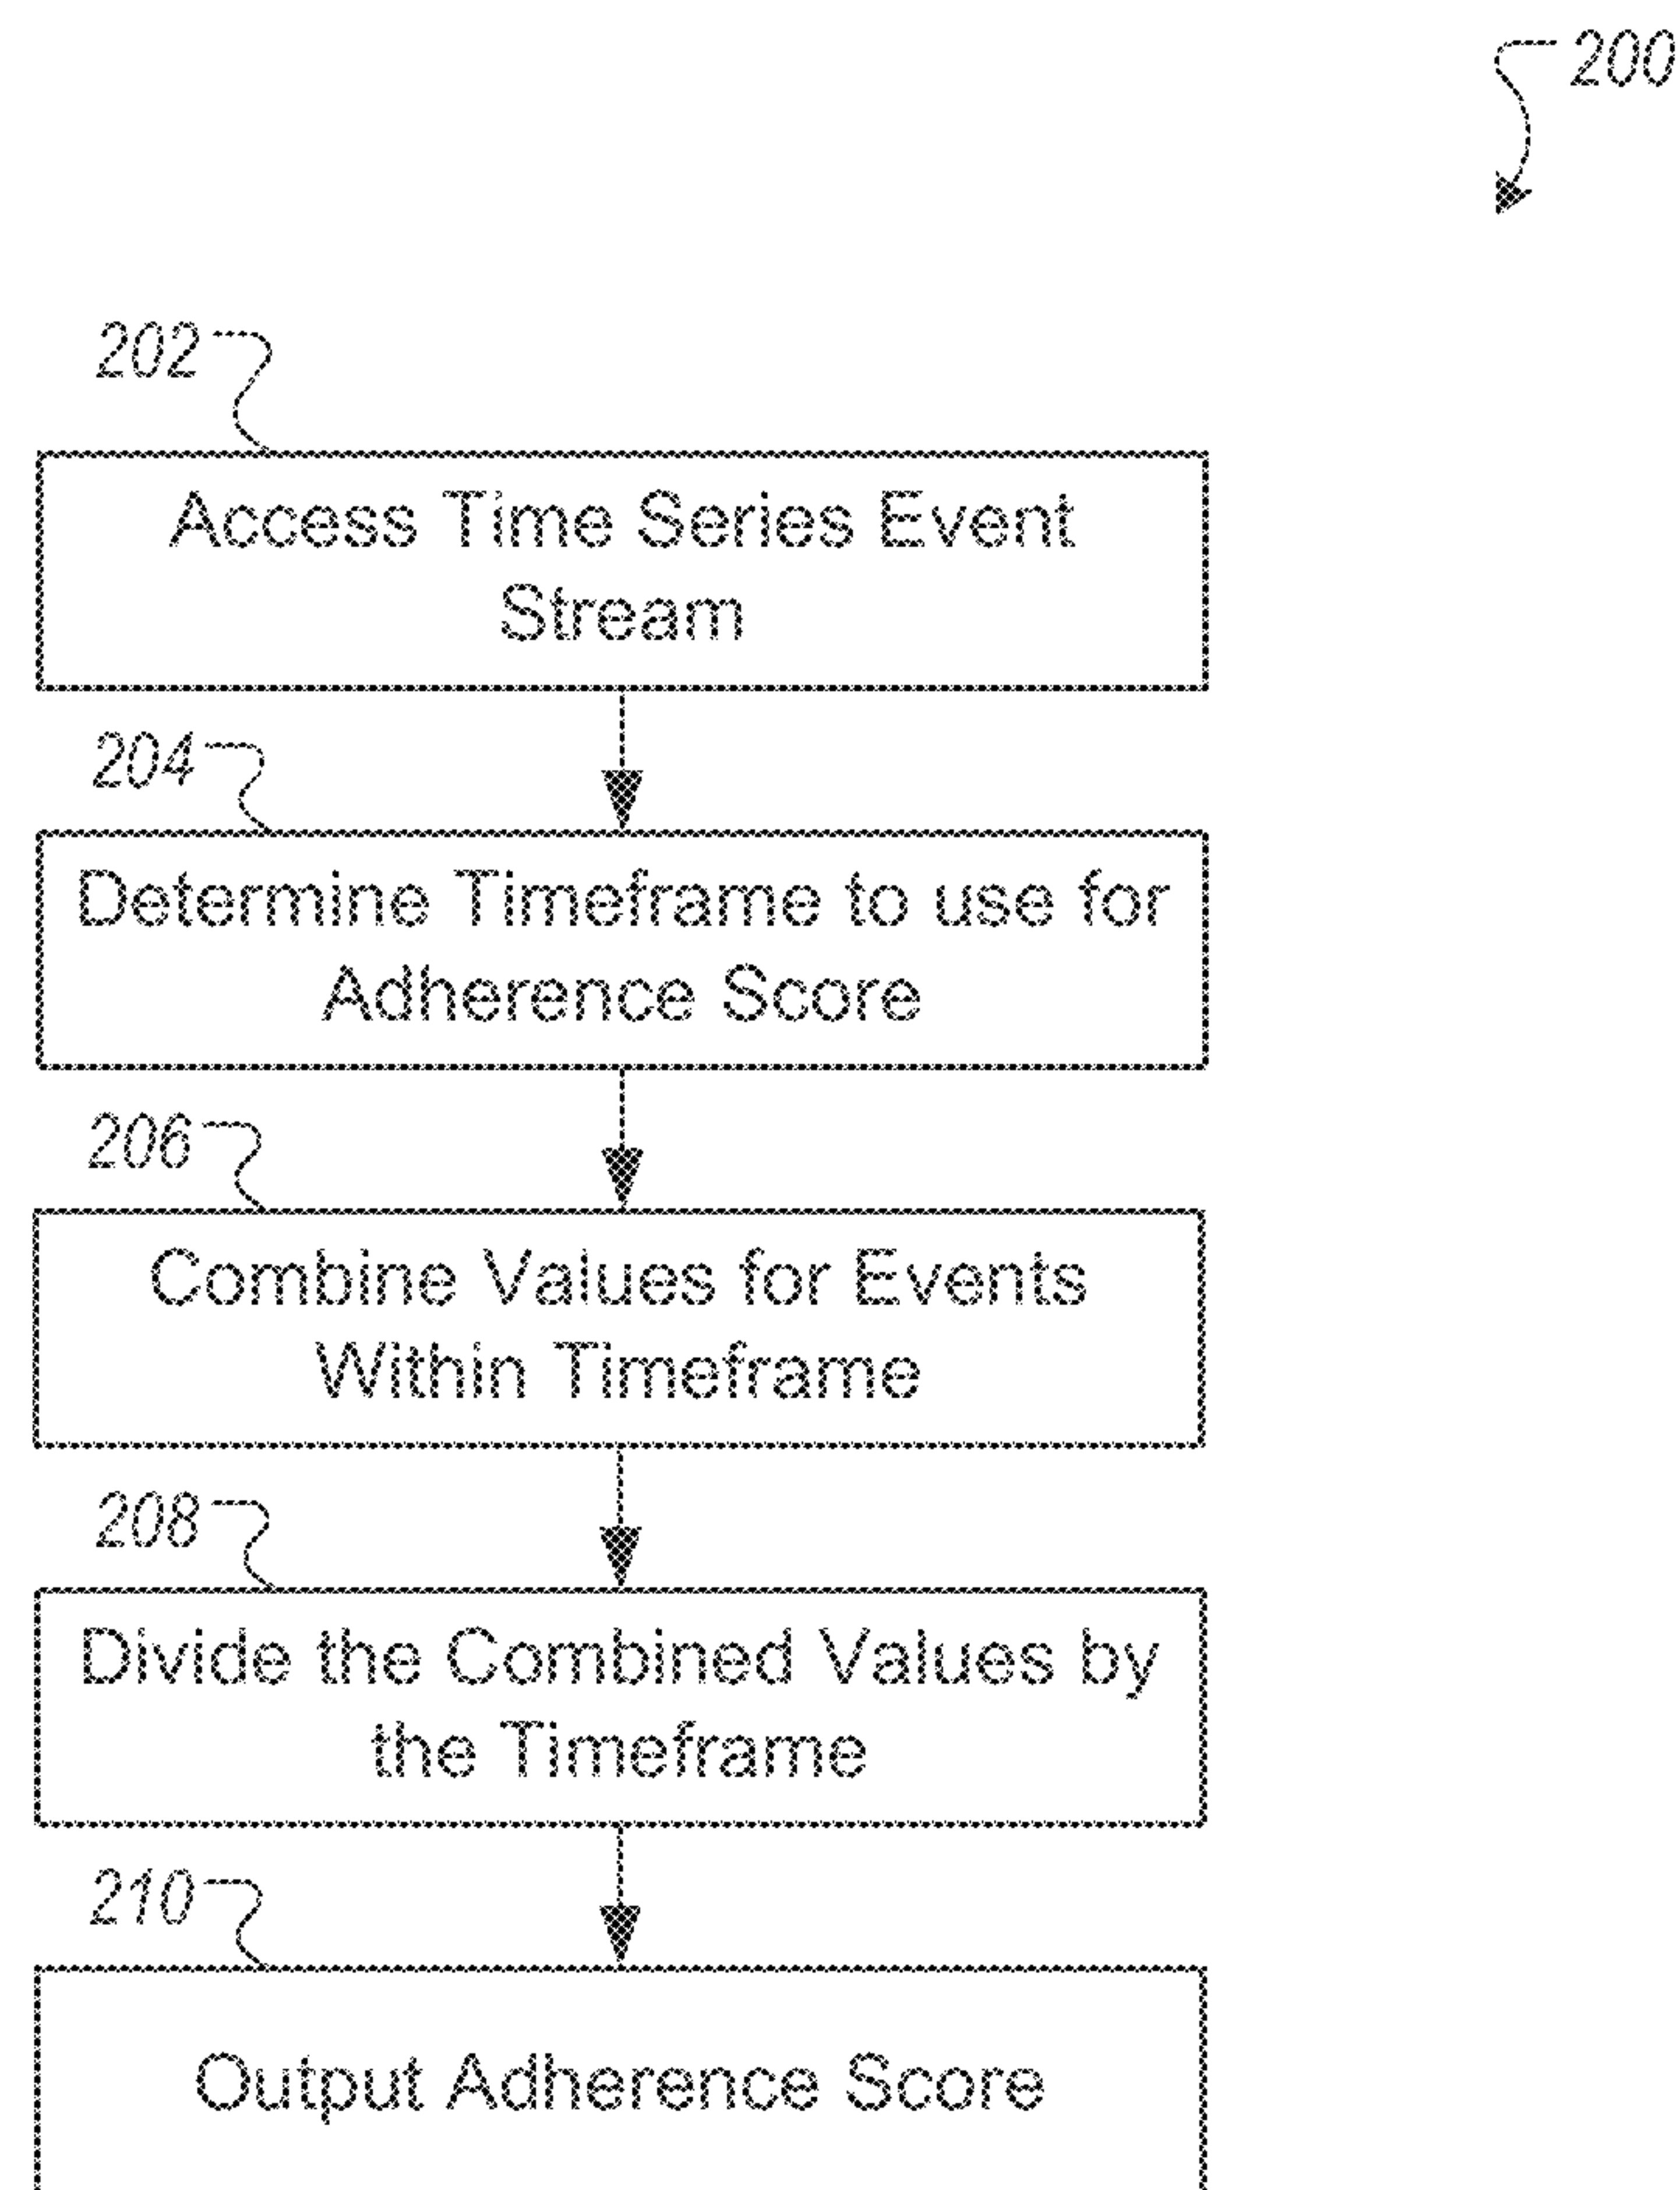 200
202
Access Time Series Event
Stream
204
Determine Timeframe to use for
Adherence Score
206
Combine Values for Events
Within Timeframe
208
Divide the Combined Values by
the Timeframe
210
Output Adherence Score